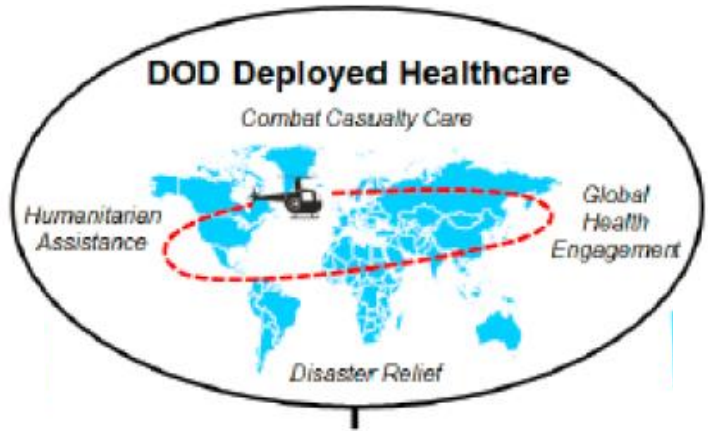 DOD Deployed Healthcare
Combat Casualty Care
Humanitarian
Assistance
Global
Health
Engagement
Disaster Relief